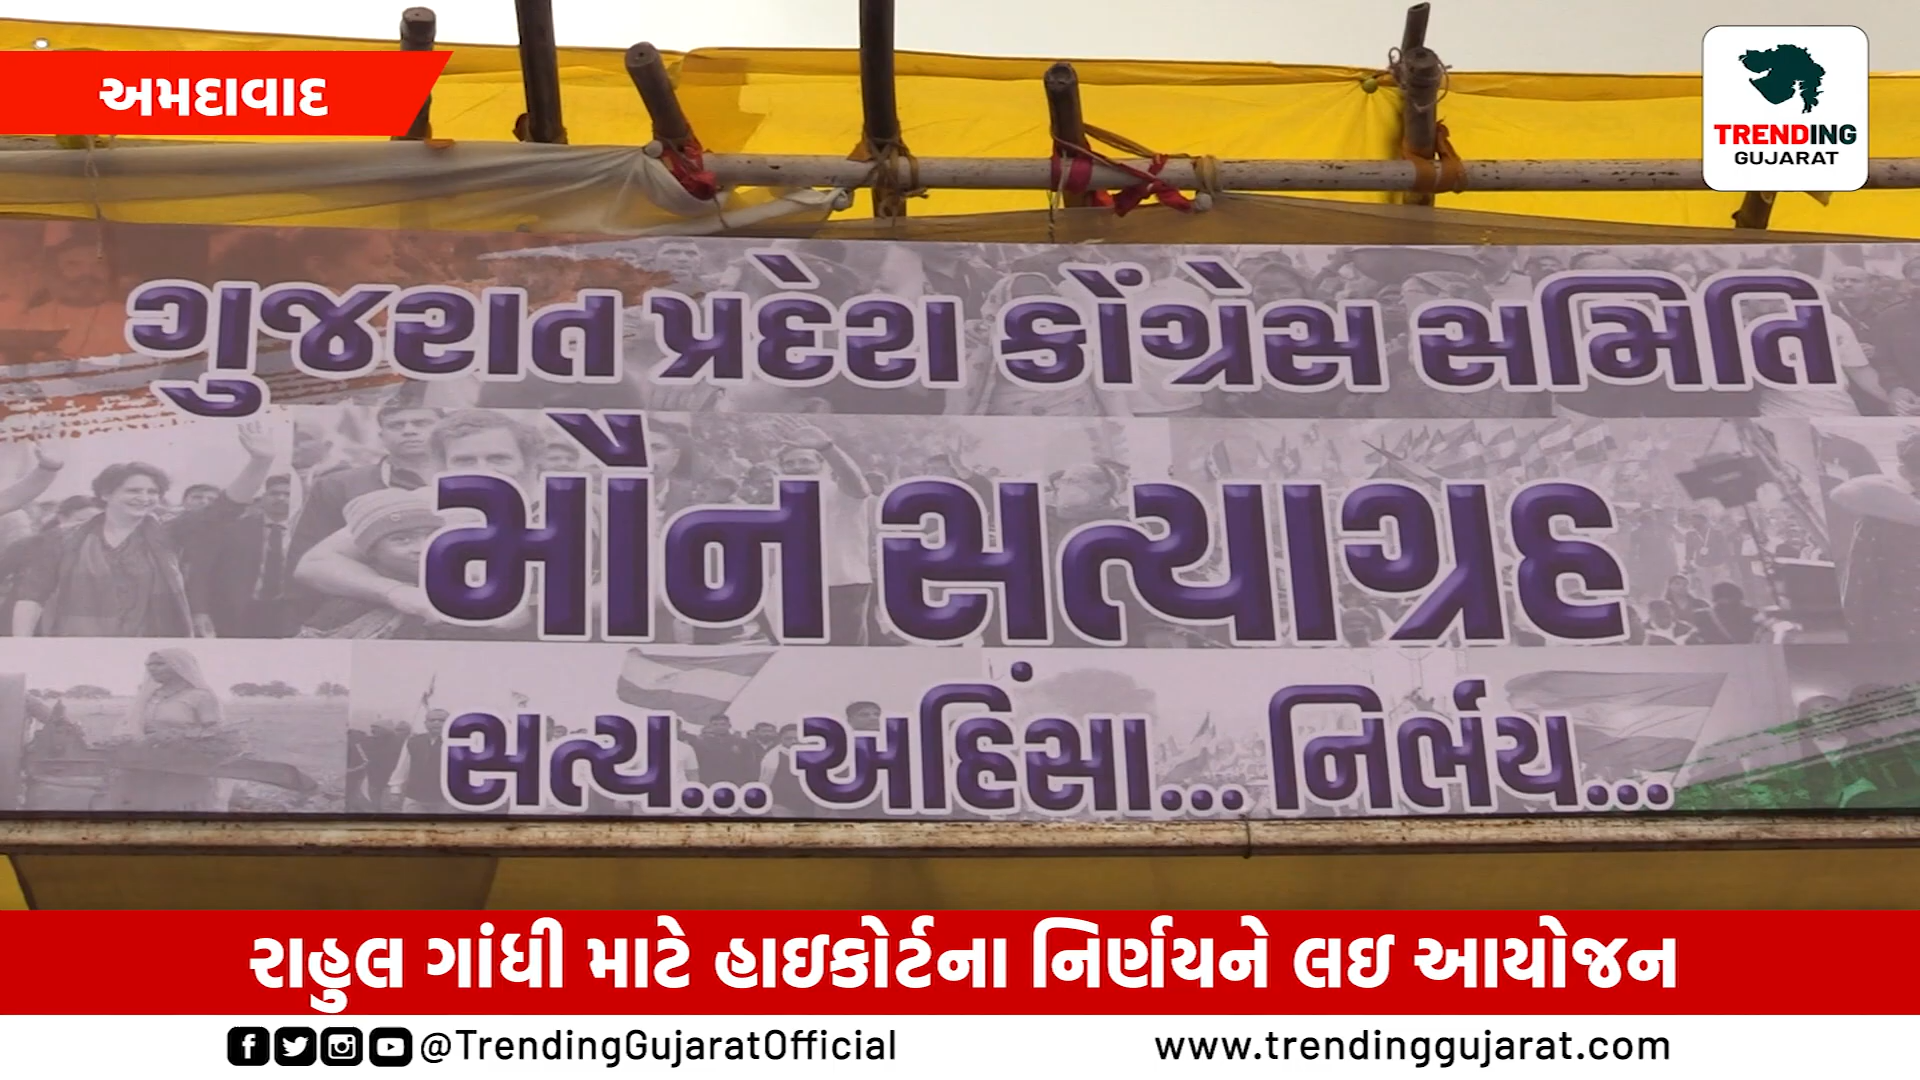 અમદાવાદ
TRENDING
GUJARAT
ગુજરાત પ્રદેશ કોંગ્રેસ સમિતિ
મૌન સત્યાગ્રહ
સત્ય... અહિંસા... નિર્ભય...
રાહુલ ગાંધી માટે હાઇકોર્ટના નિર્ણયને લઇ આયોજન
@TrendingGujaratOfficial
www.trendinggujarat.com